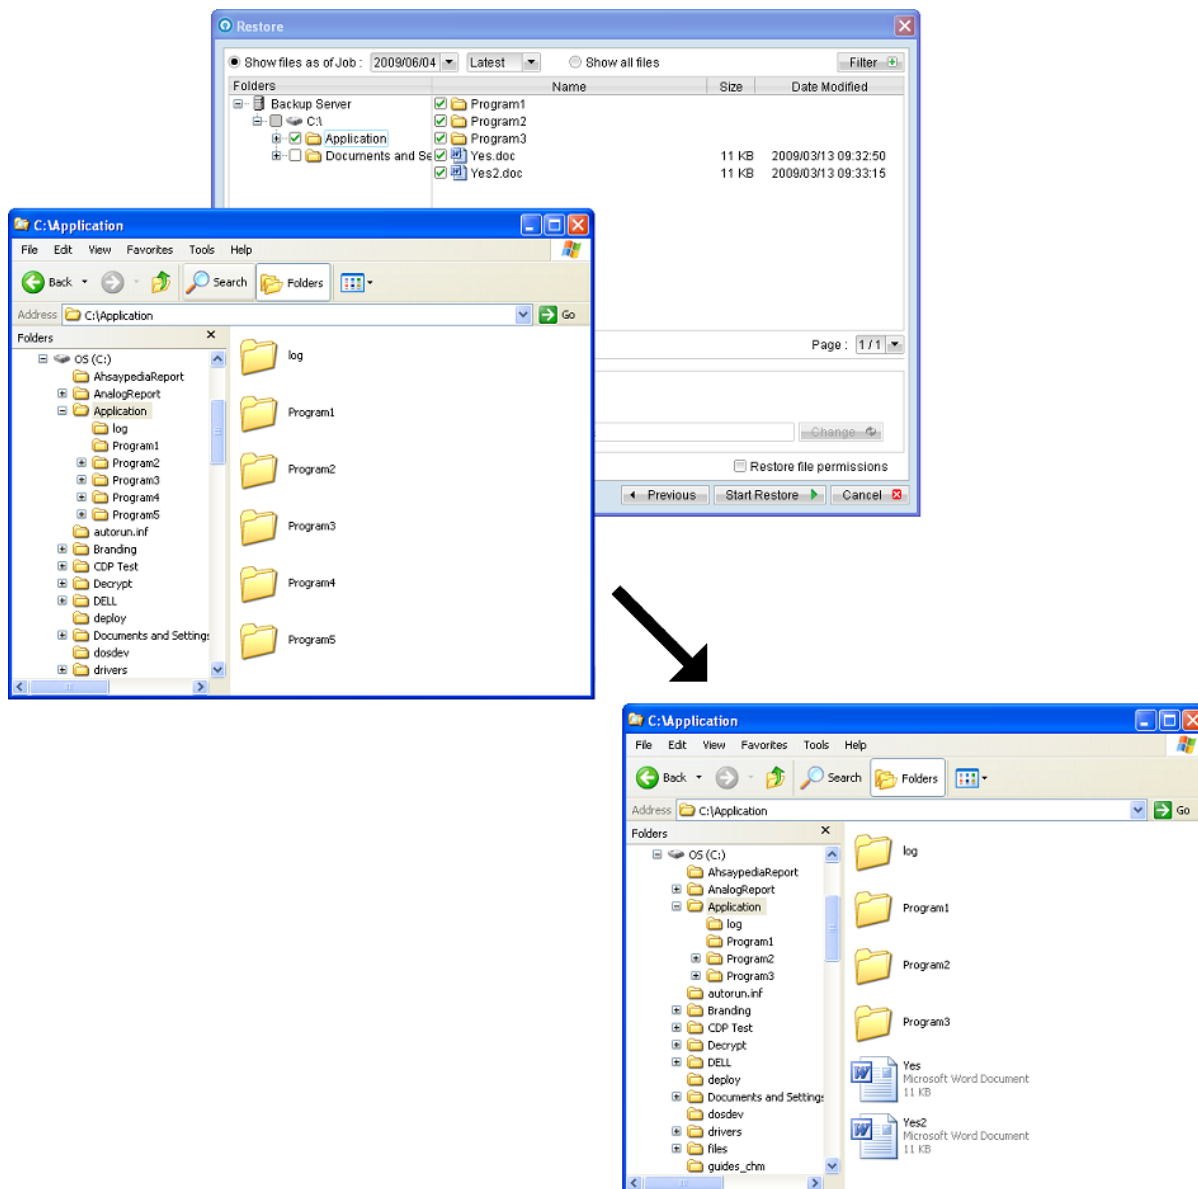 Restore
Show files as of Job : 2009/06/04 Latest Show all files Filter
Folders Name Size Date Modified
Backup Server Program1
C:\ Program2
Application Program3
Documents and Se Yes.doc 11 KB 2009/03/13 09:32:50
Yes2.doc 11 KB 2009/03/13 09:33:15
Page : 1 / 1
Change
Restore file permissions
Previous Start Restore Cancel
C:\Application
File Edit View Favorites Tools Help
Back Search Folders
Address C:\Application Go
Folders x
OS (C:)
AhsaypediaReport
AnalogReport
Application
log
Program1
Program2
Program3
Program4
Program5
autorun.inf
Branding
CDP Test
Decrypt
DELL
deploy
Documents and Settings
dosdev
drivers
log
Program1
Program2
Program3
Program4
Program5
C:\Application
File Edit View Favorites Tools Help
Back Search Folders
Address C:\Application Go
Folders x
OS (C:)
AhsaypediaReport
AnalogReport
Application
log
Program1
Program2
Program3
autorun.inf
Branding
CDP Test
Decrypt
DELL
deploy
Documents and Settings
dosdev
drivers
files
guides_chm
log
Program1
Program2
Program3
Yes
Microsoft Word Document
11 KB
Yes2
Microsoft Word Document
11 KB